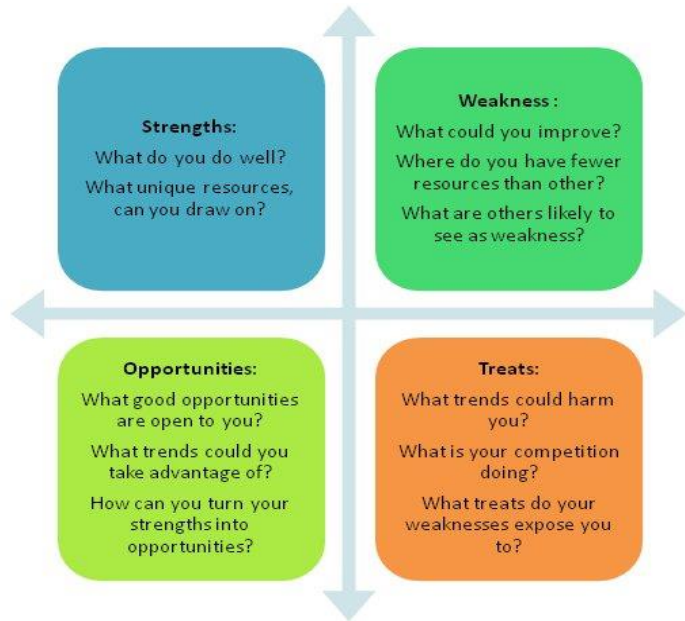 Strengths:
What do you do well?
What unique resources,
can you draw on?
Weakness :
What could you improve?
Where do you have fewer
resources than other?
What are others likely to
see as weakness?
Opportunities:
What good opportunities
are open to you?
What trends could you
take advantage of?
How can you turn your
strengths into
opportunities?
Treats:
What trends could harm
you?
What is your competition
doing?
What treats do your
weaknesses expose you
to?